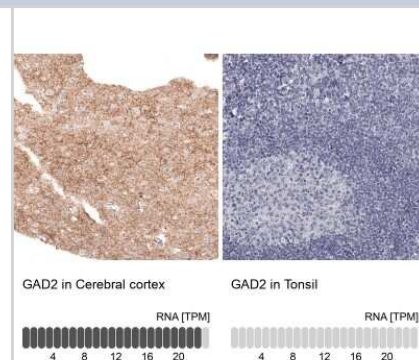 GAD2 in Cerebral cortex
GAD2 in Tonsil
RNA [TPM]
RNA [TPM]
4 8 12 16 20
4 8 12 16 20